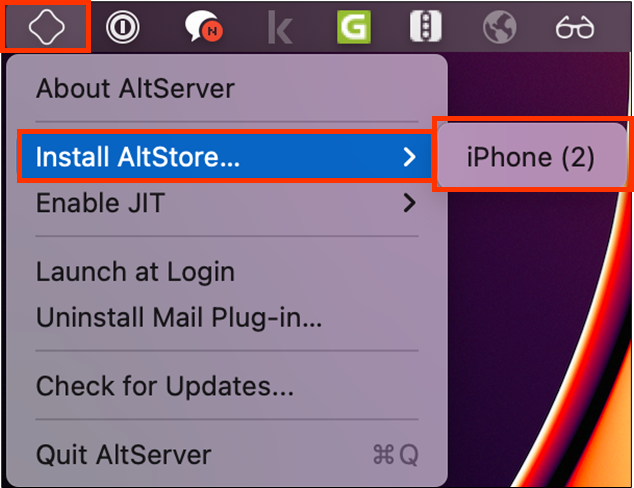 About AltServer
Install AltStore...
iPhone (2)
Enable JIT
Launch at Login
Uninstall Mail Plug-in...
Check for Updates...
Quit AltServer ⌘Q